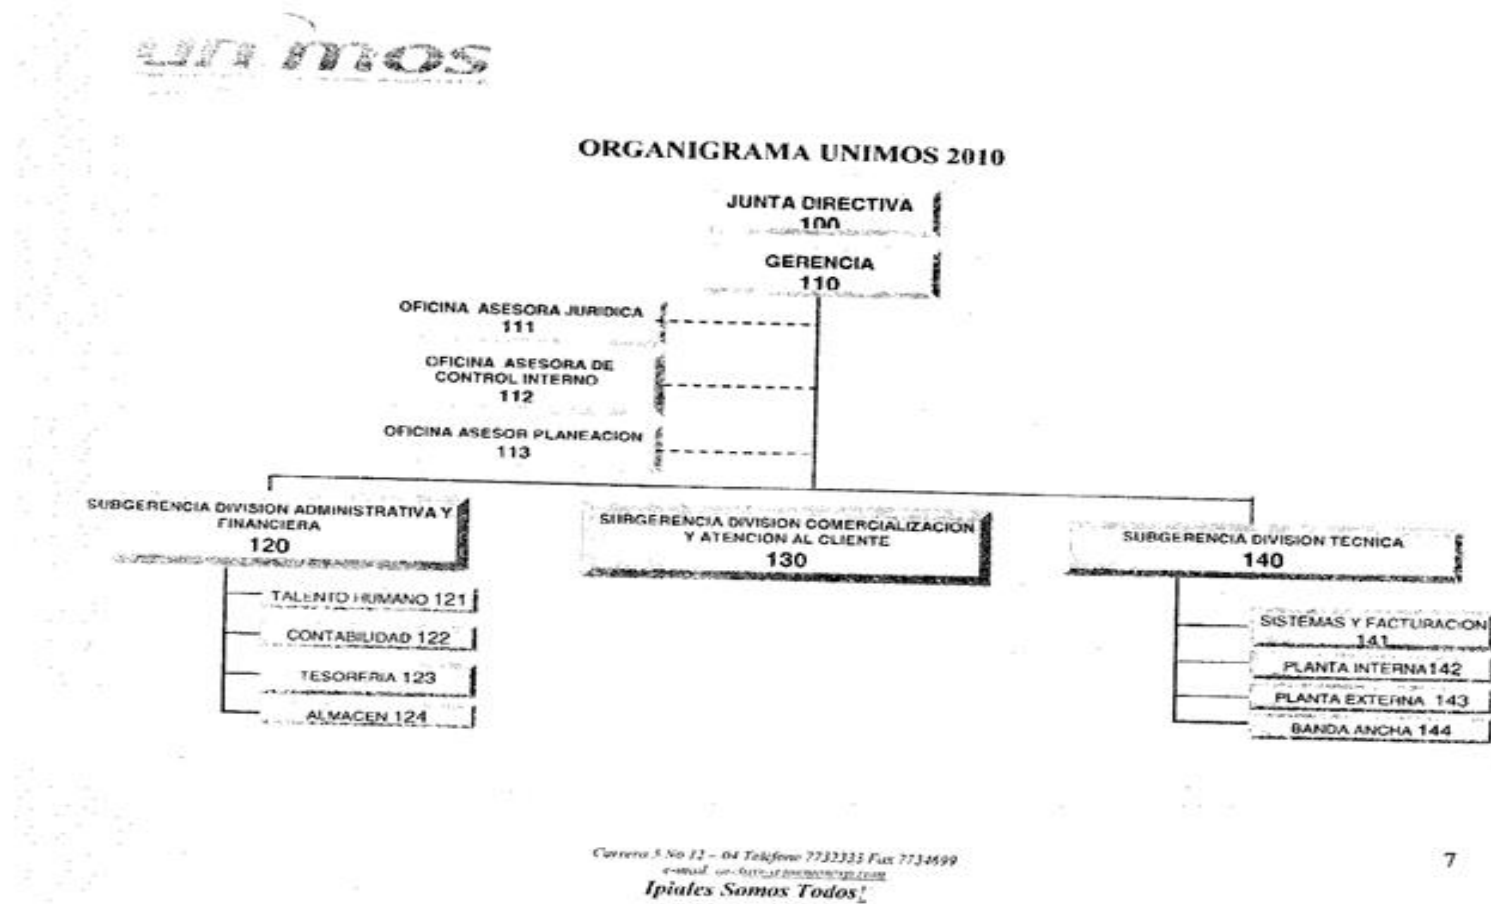 unimos
ORGANIGRAMA UNIMOS 2010
JUNTA DIRECTIVA
100
GERENCIA
110
OFICINA ASESORA JURIDICA
111
OFICINA ASESORA DE
CONTROL INTERNO
112
OFICINA ASESOR PLANEACION
113
SUBGERENCIA DIVISION ADMINISTRATIVA Y
FINANCIERA
120
SUBGERENCIA DIVISION COMERCIALIZACION
Y ATENCION AL CLIENTE
130
SUBGERENCIA DIVISION TECNICA
140
TALENTO HUMANO 121
CONTABILIDAD 122
TESORERIA 123
ALMACEN 124
SISTEMAS Y FACTURACION
141
PLANTA INTERNA142
PLANTA EXTERNA 143
BANDA ANCHA 144
Carrera 5 No 12 – 04 Teléfono 7732333 Fax 7734699
e-mail
Ipiales Somos Todos!
7